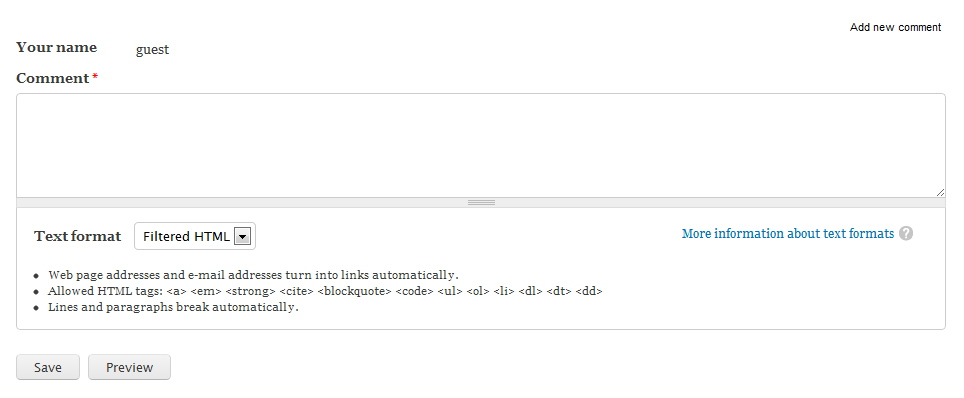 Add new comment
Your name guest
Comment *
Text format Filtered HTML More information about text formats ?
Web page addresses and e-mail addresses turn into links automatically.
Allowed HTML tags: <a> <em> <strong> <cite> <blockquote> <code> <ul> <ol> <li> <dl> <dt> <dd>
Lines and paragraphs break automatically.
Save Preview